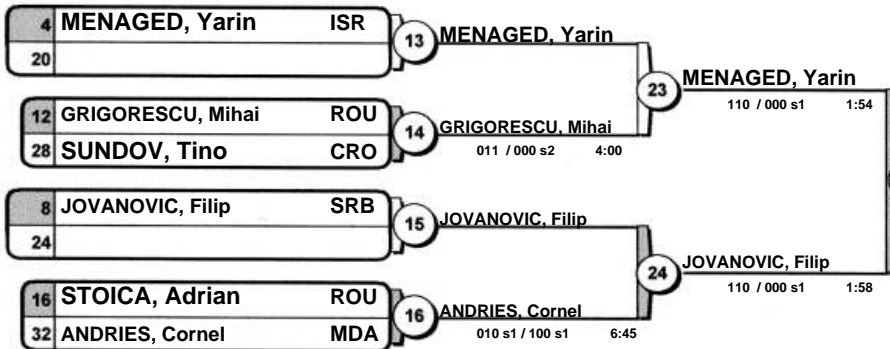 4 MENAGED, Yarin ISR
20
13 MENAGED, Yarin
12 GRIGORESCU, Mihai ROU
28 SUNDOV, Tino CRO
14 GRIGORESCU, Mihai
011 / 000 s2 4:00
23 MENAGED, Yarin
110 / 000 s1 1:54
8 JOVANOVIC, Filip SRB
24
15 JOVANOVIC, Filip
16 STOICA, Adrian ROU
32 ANDRIES, Cornel MDA
16 ANDRIES, Cornel
010 s1 / 100 s1 6:45
24 JOVANOVIC, Filip
110 / 000 s1 1:58